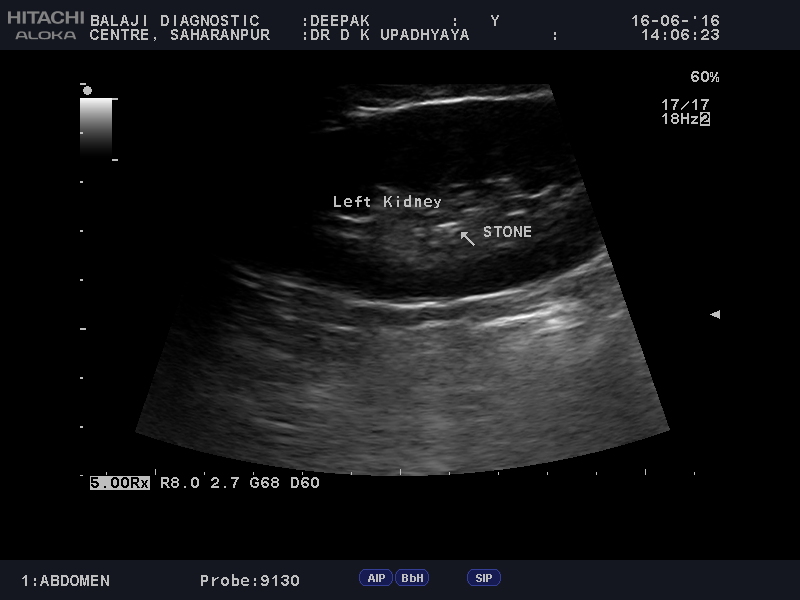 HITACHI BALAJI DIAGNOSTIC :DEEPAK : Y 16-06-'16
ALOKA CENTRE, SAHARANPUR :DR D K UPADHYAYA : 14:06:23
60%
17/17
18Hz2
Left Kidney
STONE
5.00Rx R8.0 2.7 G68 D60
1:ABDOMEN Probe:9130 AIP BbH SIP